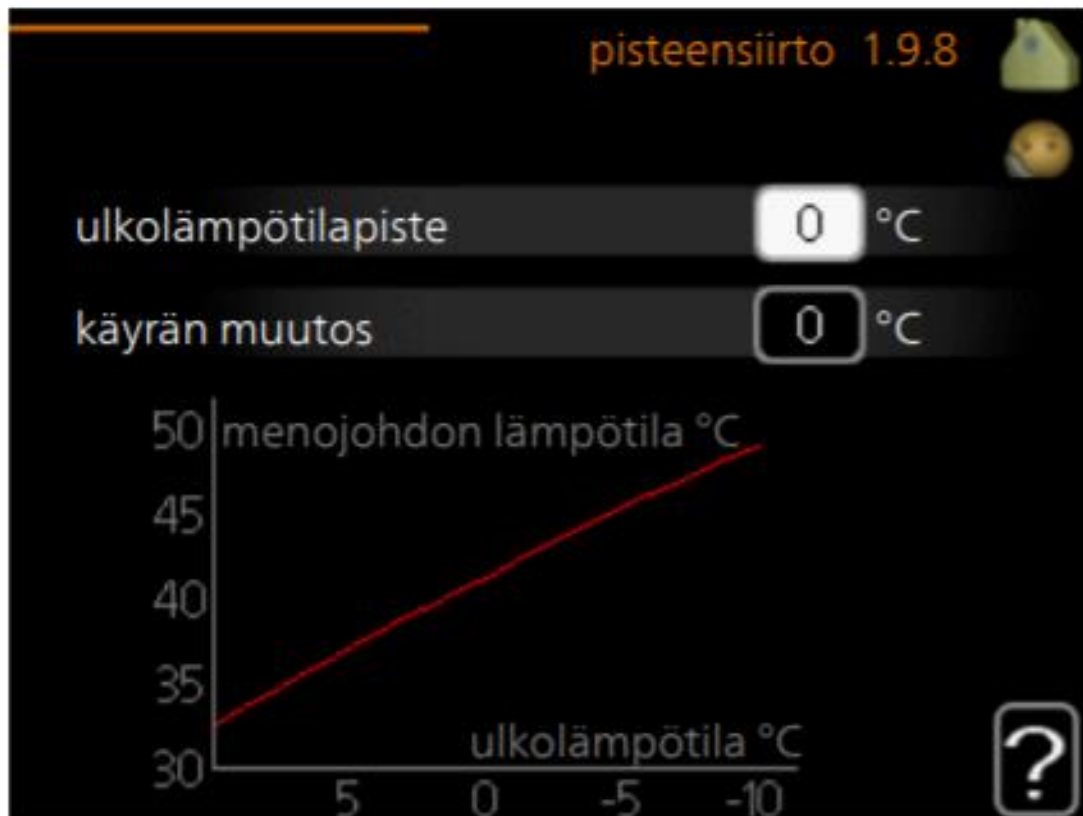 pisteensiirto 1.9.8
ulkolämpötilapiste 0 °C
käyrän muutos 0 °C
50 menojohdon lämpötila °C
45
40
35
ulkolämpötila °C
30
5 0 -5 -10
?